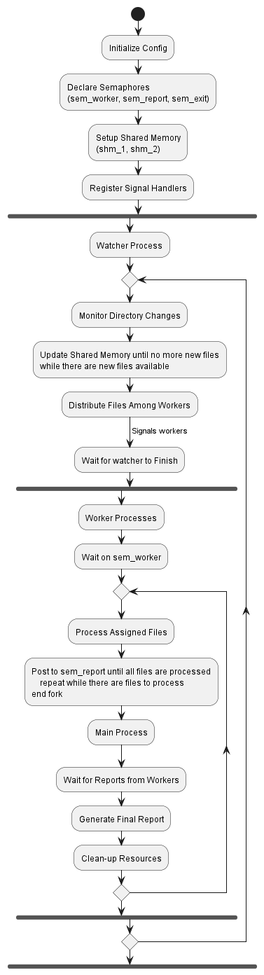 Initialize Config
Declare Semaphores
(sem_worker, sem_report, sem_exit)
Setup Shared Memory
(shm_1, shm_2)
Register Signal Handlers
Watcher Process
Monitor Directory Changes
Update Shared Memory until no more new files
while there are new files available
Distribute Files Among Workers
Signals workers
Wait for watcher to Finish
Worker Processes
Wait on sem_worker
Process Assigned Files
Post to sem_report until all files are processed
repeat while there are files to process
end fork
Main Process
Wait for Reports from Workers
Generate Final Report
Clean-up Resources